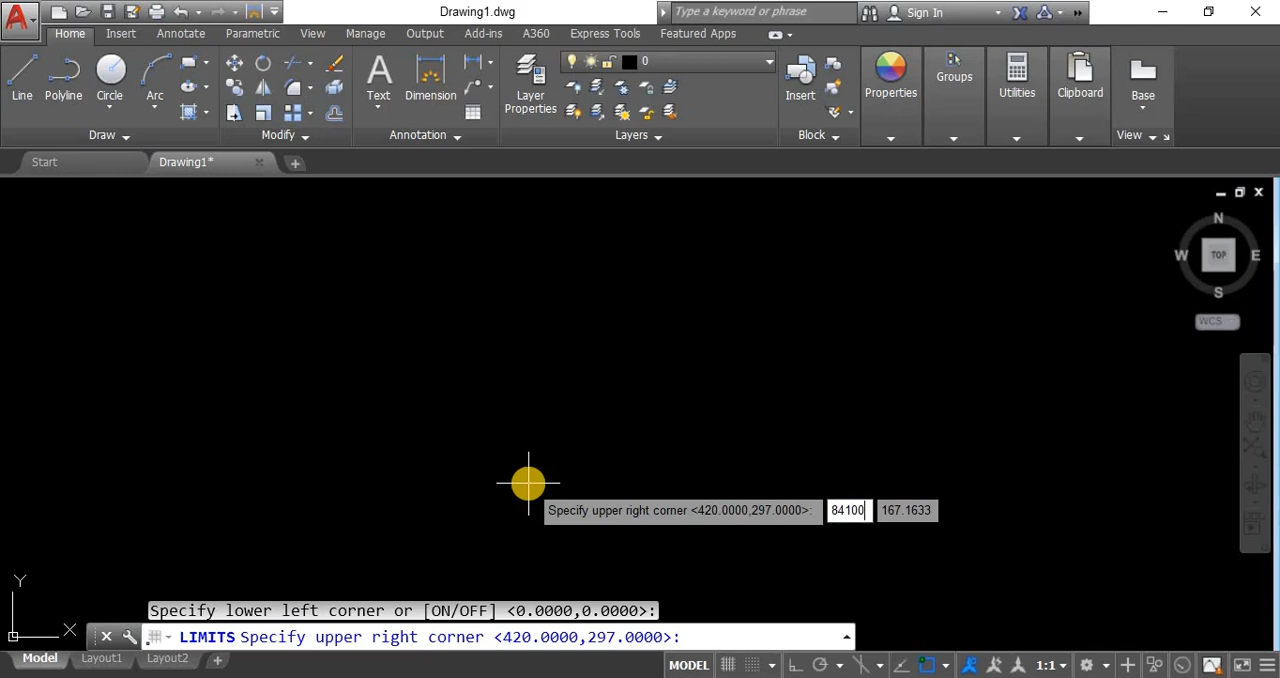 Drawing1.dwg
Type a keyword or phrase
Sign In
Home Insert Annotate Parametric View Manage Output Add-ins A360 Express Tools Featured Apps
Line Polyline Circle Arc
Text Dimension
Layer Properties
0
Insert
Properties
Groups
Utilities
Clipboard
Base
Draw Modify Annotation Layers Block View
Start Drawing1*
N
W TOP E
S
WCS
Specify upper right corner <420.0000,297.0000>: 84100 167.1633
Y
X
Specify lower left corner or [ON/OFF] <0.0000,0.0000>:
LIMITS Specify upper right corner <420.0000,297.0000>:
Model Layout1 Layout2
MODEL 1:1